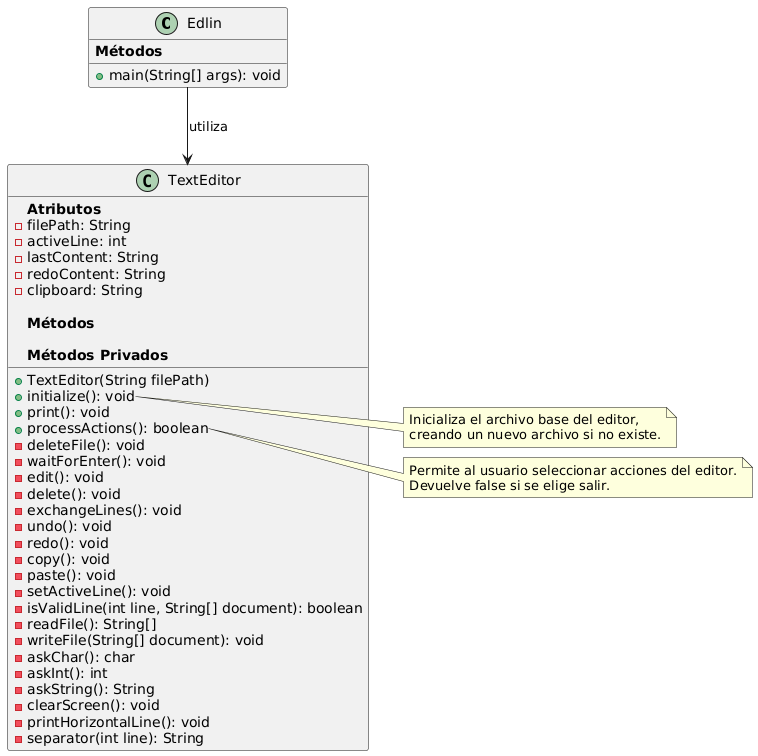 C Edlin
Métodos
main(String[] args): void
utiliza
C TextEditor
Atributos
filePath: String
activeLine: int
lastContent: String
redoContent: String
clipboard: String
Métodos
Métodos Privados
TextEditor(String filePath)
initialize(): void
print(): void
processActions(): boolean
deleteFile(): void
waitForEnter(): void
edit(): void
delete(): void
exchangeLines(): void
undo(): void
redo(): void
copy(): void
paste(): void
setActiveLine(): void
isValidLine(int line, String[] document): boolean
readFile(): String[]
writeFile(String[] document): void
askChar(): char
askInt(): int
askString(): String
clearScreen(): void
printHorizontalLine(): void
separator(int line): String
Inicializa el archivo base del editor,
creando un nuevo archivo si no existe.
Permite al usuario seleccionar acciones del editor.
Devuelve false si se elige salir.